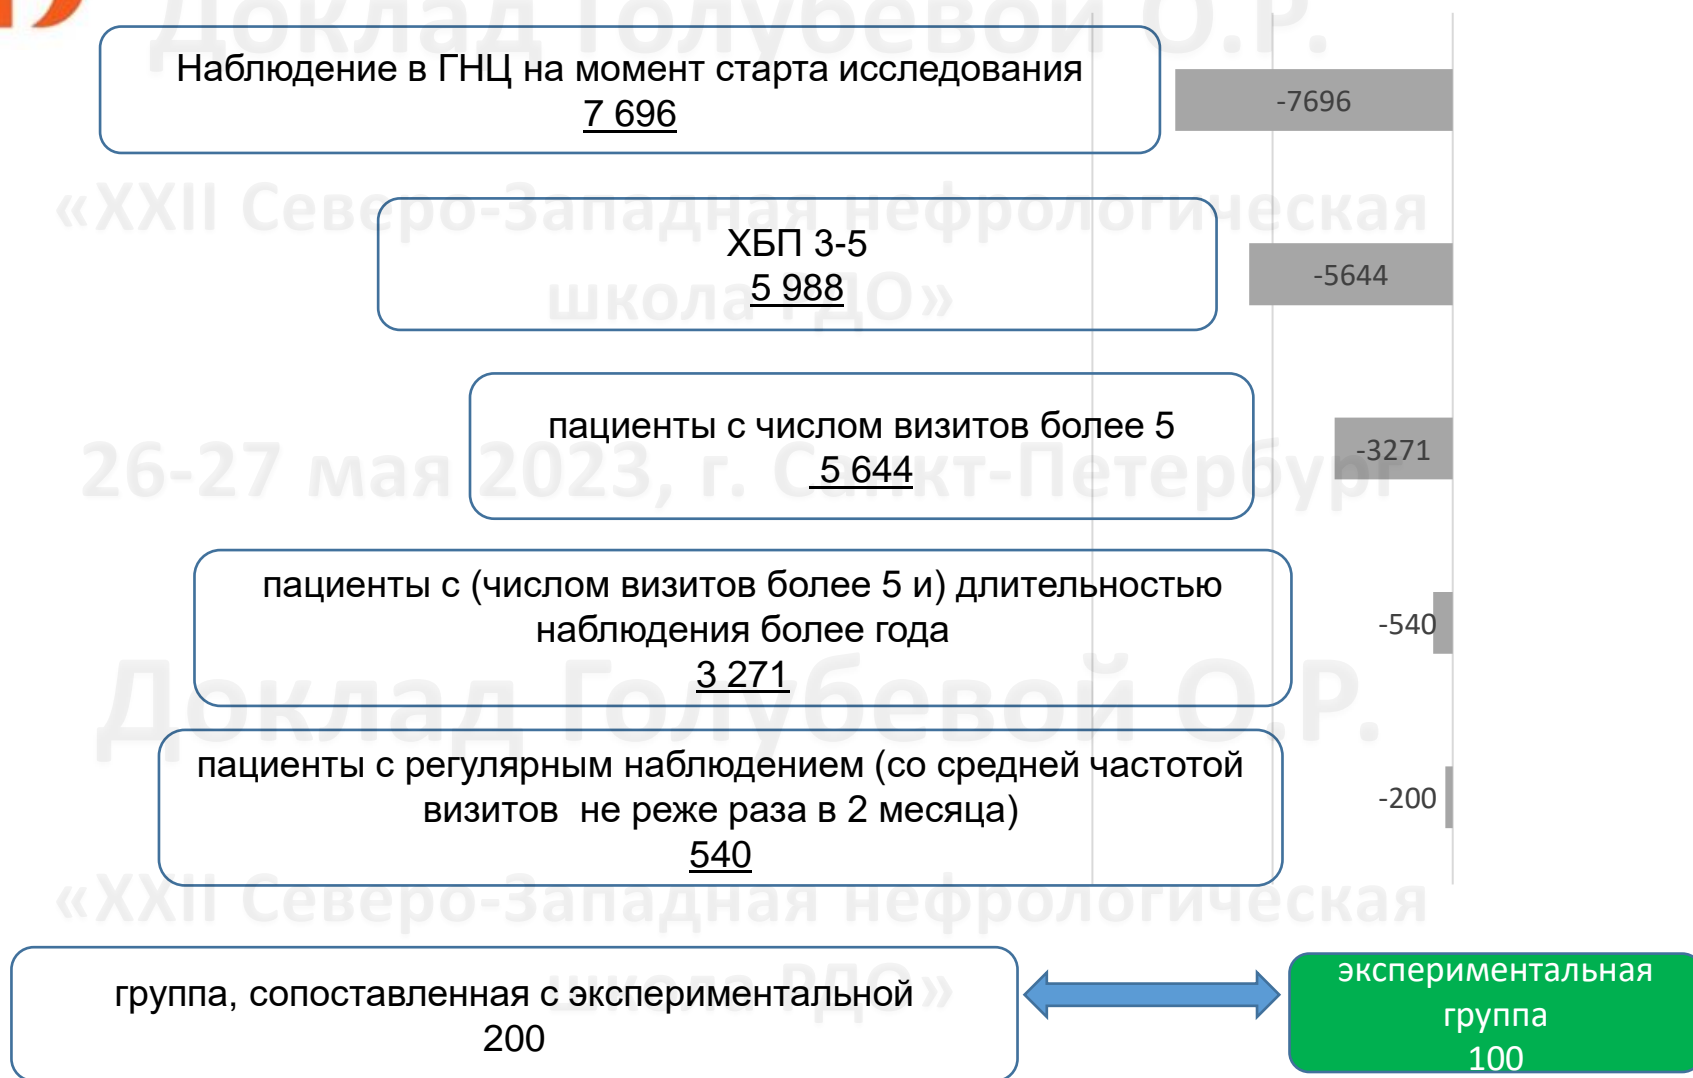 Доклад Голубевой О.Р.
Наблюдение в ГНЦ на момент старта исследования
7 696
-7696
«XXII Северо-Западная нефрологическая
школа РДО»
ХБП 3-5
5 988
-5644
пациенты с числом визитов более 5
5 644
-3271
26-27 мая 2023, г. Санкт-Петербург
пациенты с (числом визитов более 5 и) длительностью
наблюдения более года
3 271
-540
Доклад Голубевой О.Р.
пациенты с регулярным наблюдением (со средней частотой
визитов не реже раза в 2 месяца)
540
-200
«XXII Северо-Западная нефрологическая
школа РДО»
группа, сопоставленная с экспериментальной
200
экспериментальная
группа
100